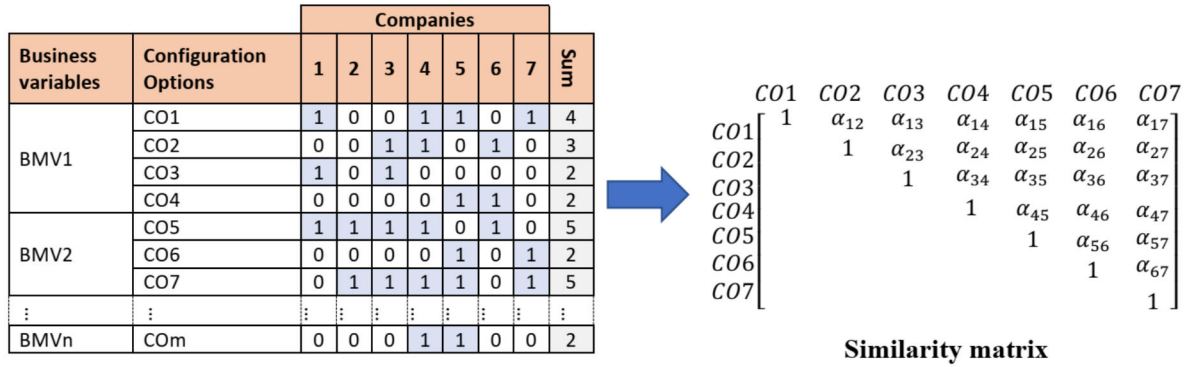 Companies
Business variables Configuration Options 1 2 3 4 5 6 7 Sum
BMV1 CO1 1 0 0 1 1 0 1 4
CO2 0 0 1 1 0 1 0 3
CO3 1 0 1 0 0 0 0 2
CO4 0 0 0 0 1 1 0 2
BMV2 CO5 1 1 1 1 0 1 0 5
CO6 0 0 0 0 1 0 1 2
CO7 0 1 1 1 1 0 1 5
⋮ ⋮ ⋮ ⋮ ⋮ ⋮ ⋮ ⋮ ⋮ ⋮
BMVn COm 0 0 0 1 1 0 0 2
CO1 CO2 CO3 CO4 CO5 CO6 CO7
CO1 1 α12 α13 α14 α15 α16 α17
CO2 1 α23 α24 α25 α26 α27
CO3 1 α34 α35 α36 α37
CO4 1 α45 α46 α47
CO5 1 α56 α57
CO6 1 α67
CO7 1
Similarity matrix